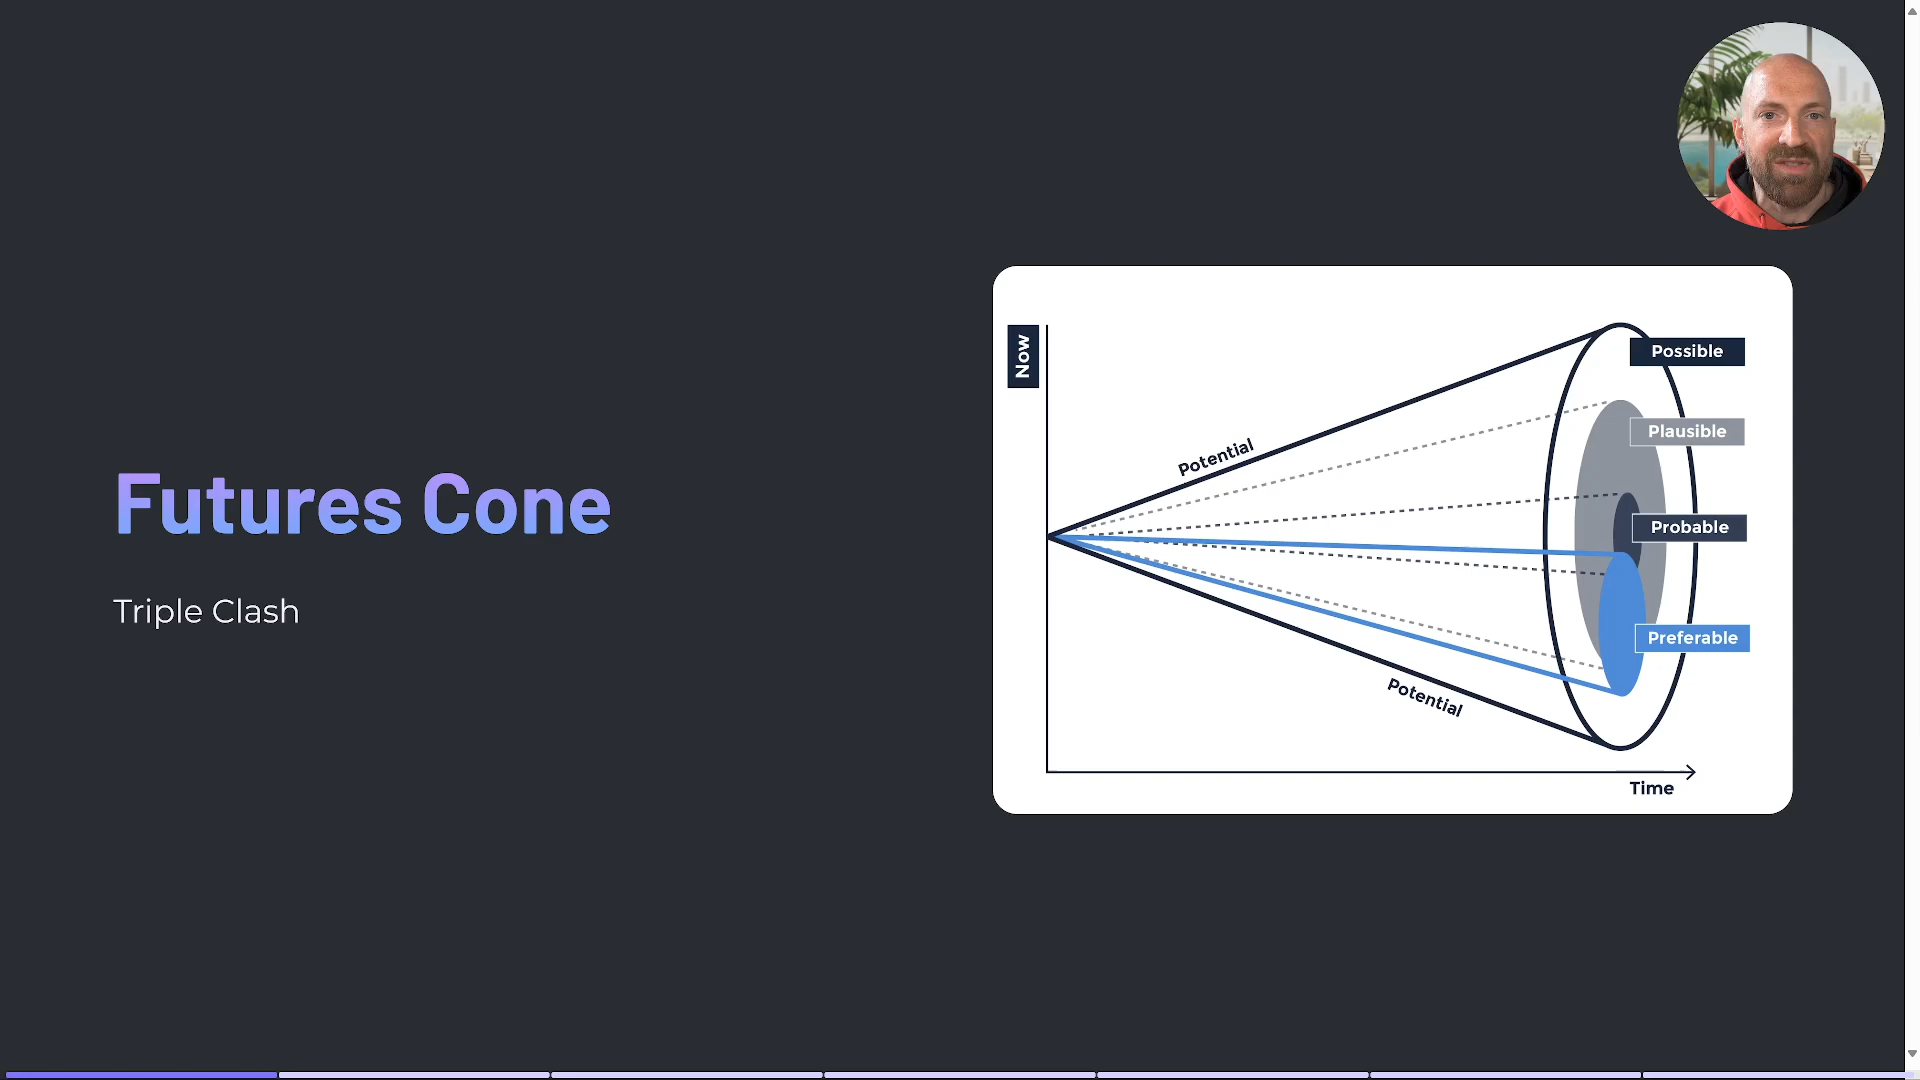 Futures Cone
Triple Clash
Now
Potential
Possible
Plausible
Probable
Preferable
Potential
Time